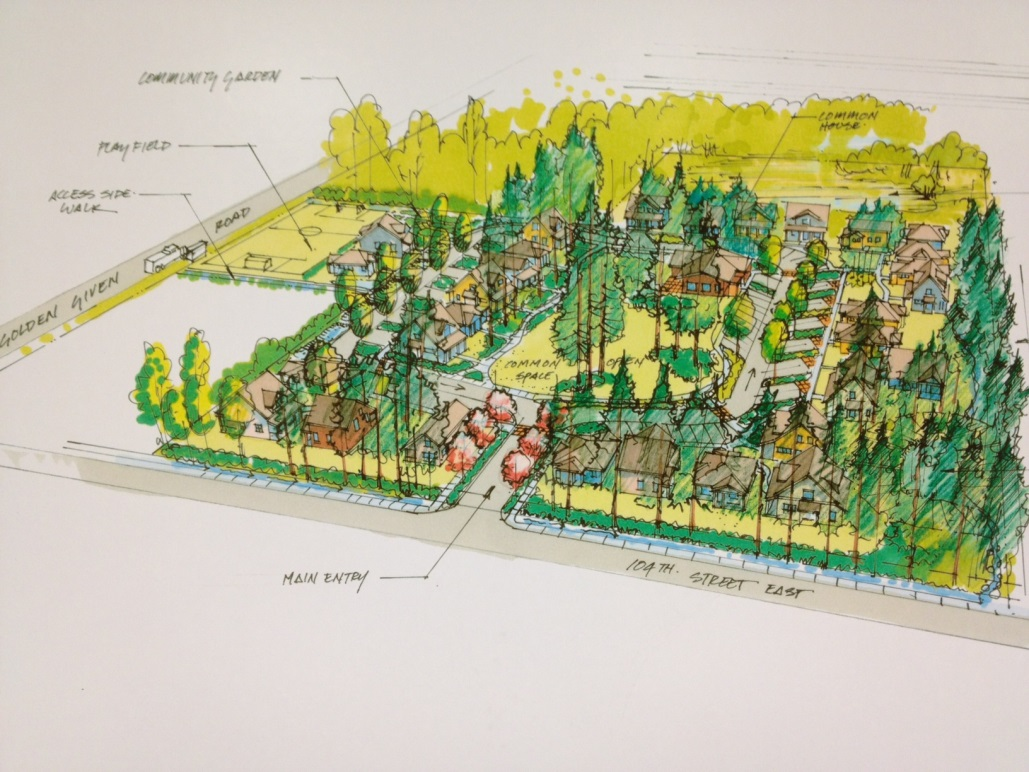 COMMUNITY GARDEN
PLAY FIELD
COMMON
HOUSE
ACCESS SIDE-
WALK
GOLDEN GIVEN ROAD
COMMON OPEN
SPACE
MAIN ENTRY
104TH. STREET EAST